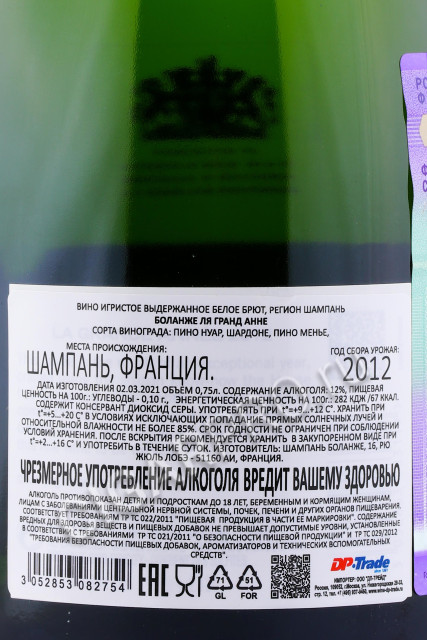 ВИНО ИГРИСТОЕ ВЫДЕРЖАННОЕ БЕЛОЕ БРЮТ, РЕГИОН ШАМПАНЬ
БОЛАНЖЕ ЛЯ ГРАНД АННЕ
СОРТА ВИНОГРАДА: ПИНО НУАР, ШАРДОНЕ, ПИНО МЕНЬЕ,
МЕСТА ПРОИСХОЖДЕНИЯ:
ШАМПАНЬ, ФРАНЦИЯ.
ГОД СБОРА УРОЖАЯ:
2012
ДАТА ИЗГОТОВЛЕНИЯ 02.03.2021 ОБЪЕМ 0,75л. СОДЕРЖАНИЕ АЛКОГОЛЯ: 12%, ПИЩЕВАЯ
ЦЕННОСТЬ НА 100г.: УГЛЕВОДЫ - 0,10 г., ЭНЕРГЕТИЧЕСКАЯ ЦЕННОСТЬ НА 100г.: 282 КДЖ /67 ККАЛ.
СОДЕРЖИТ КОНСЕРВАНТ ДИОКСИД СЕРЫ. УПОТРЕБЛЯТЬ ПРИ t°=+9...+12 С°. ХРАНИТЬ ПРИ
t°=+5...+20 С° В УСЛОВИЯХ ИСКЛЮЧАЮЩИХ ПОПАДАНИЕ ПРЯМЫХ СОЛНЕЧНЫХ ЛУЧЕЙ И
ОТНОСИТЕЛЬНОЙ ВЛАЖНОСТИ НЕ БОЛЕЕ 85%. СРОК ГОДНОСТИ НЕ ОГРАНИЧЕН ПРИ СОБЛЮДЕНИИ
УСЛОВИЙ ХРАНЕНИЯ. ПОСЛЕ ВСКРЫТИЯ РЕКОМЕНДУЕТСЯ ХРАНИТЬ В ЗАКУПОРЕННОМ ВИДЕ ПРИ
t°=+2...+16 С° И УПОТРЕБИТЬ В ТЕЧЕНИЕ СУТОК. ИЗГОТОВИТЕЛЬ: ШАМПАНЬ БОЛАНЖЕ, 16, РЮ
ЖЮЛЬ ЛОБЭ - 51160 АИ, ФРАНЦИЯ.
ЧРЕЗМЕРНОЕ УПОТРЕБЛЕНИЕ АЛКОГОЛЯ ВРЕДИТ ВАШЕМУ ЗДОРОВЬЮ
АЛКОГОЛЬ ПРОТИВОПОКАЗАН ДЕТЯМ И ПОДРОСТКАМ ДО 18 ЛЕТ, БЕРЕМЕННЫМ И КОРМЯЩИМ ЖЕНЩИНАМ,
ЛИЦАМ С ЗАБОЛЕВАНИЯМИ ЦЕНТРАЛЬНОЙ НЕРВНОЙ СИСТЕМЫ, ПОЧЕК, ПЕЧЕНИ И ДРУГИХ ОРГАНОВ ПИЩЕВАРЕНИЯ.
СООТВЕТСТВУЕТ ТРЕБОВАНИЯМ ТР ТС 022/2011 "ПИЩЕВАЯ ПРОДУКЦИЯ В ЧАСТИ ЕЕ МАРКИРОВКИ". СОДЕРЖАНИЕ
ВРЕДНЫХ ДЛЯ ЗДОРОВЬЯ ВЕЩЕСТВ И ПИЩЕВЫХ ДОБАВОК НЕ ПРЕВЫШАЕТ ДОПУСТИМЫЕ УРОВНИ, УСТАНОВЛЕННЫЕ
В СООТВЕТСТВИИ С ТРЕБОВАНИЯМИ ТР ТС 021/2011 "О БЕЗОПАСНОСТИ ПИЩЕВОЙ ПРОДУКЦИИ" И ТР ТС 029/2012
"ТРЕБОВАНИЯ БЕЗОПАСНОСТИ ПИЩЕВЫХ ДОБАВОК, АРОМАТИЗАТОРОВ И ТЕХНИЧЕСКИХ ВСПОМОГАТЕЛЬНЫХ
СРЕДСТВ".
3 052853 082754
EAC
71
GL
51
FOR
DP-Trade
ИМПОРТЕР: ООО "ДП-ТРЕЙД"